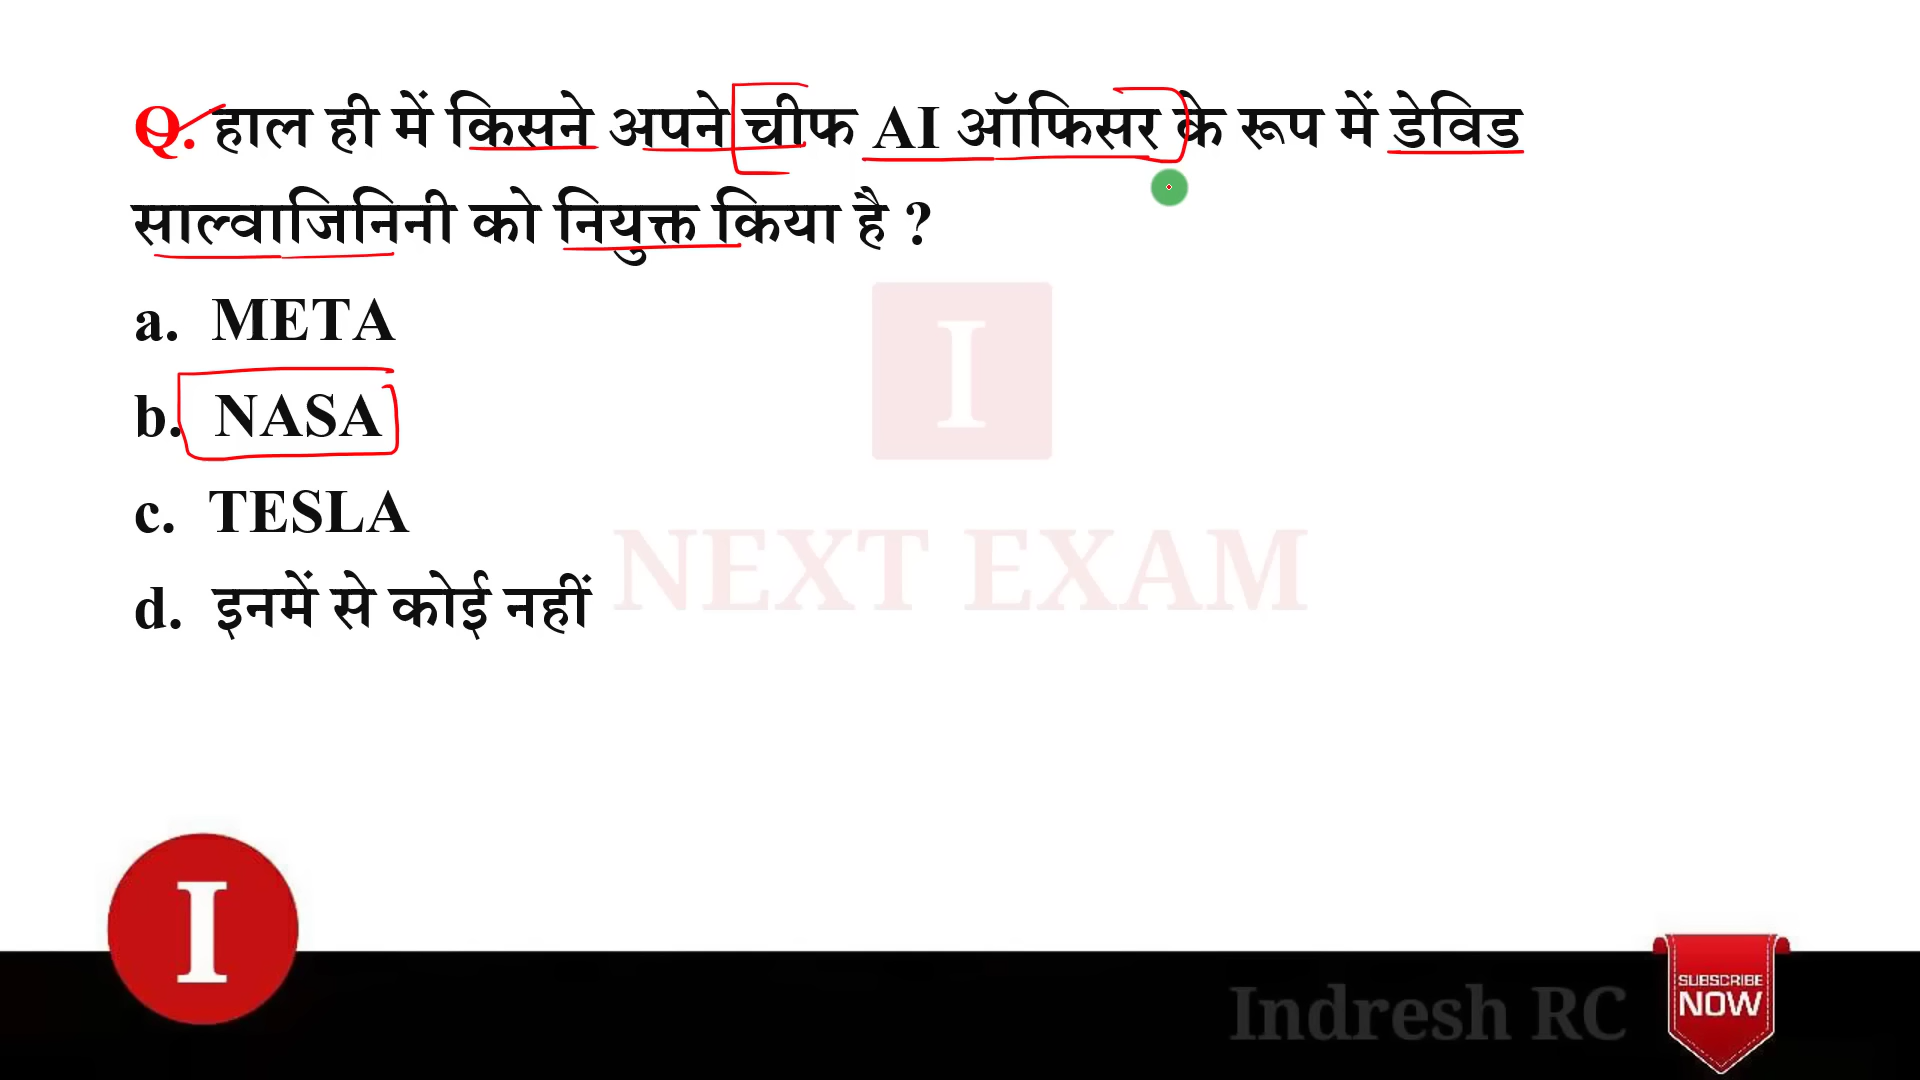 Q. हाल ही में किसने अपने चीफ AI ऑफिसर के रूप में डेविड
साल्वाजिनिनी को नियुक्त किया है ?
a. META
b. NASA
c. TESLA
d. इनमें से कोई नहीं
I
NEXT EXAM
I
Indresh RC
SUBSCRIBE
NOW